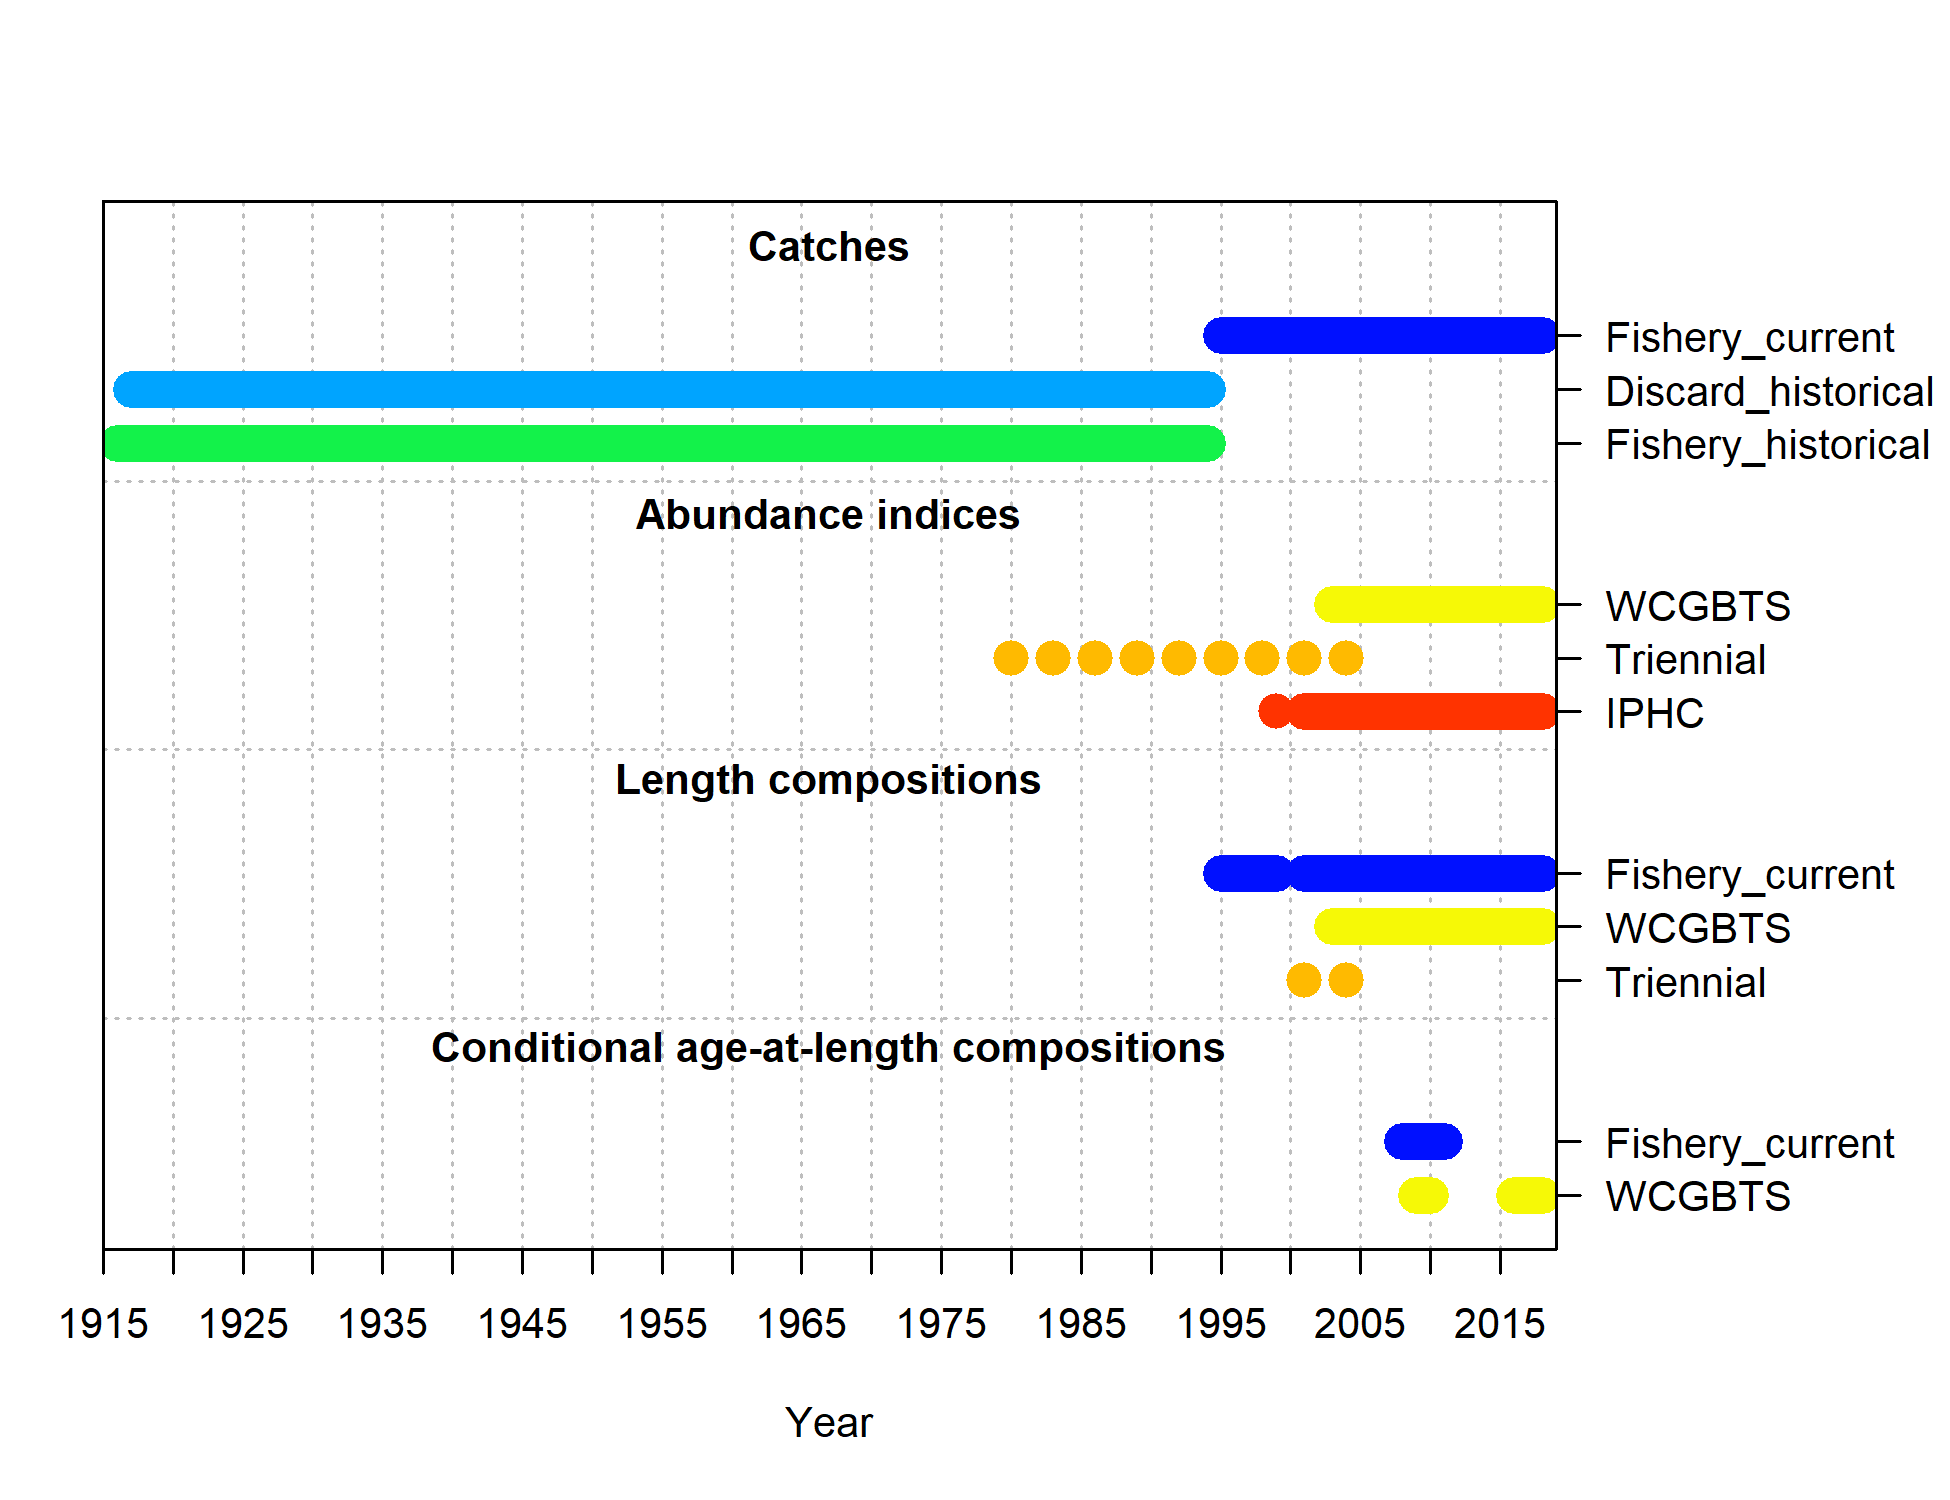 Catches
Fishery_current
Discard_historical
Fishery_historical
Abundance indices
WCGBTS
Triennial
IPHC
Length compositions
Fishery_current
WCGBTS
Triennial
Conditional age-at-length compositions
Fishery_current
WCGBTS
1915 1925 1935 1945 1955 1965 1975 1985 1995 2005 2015
Year